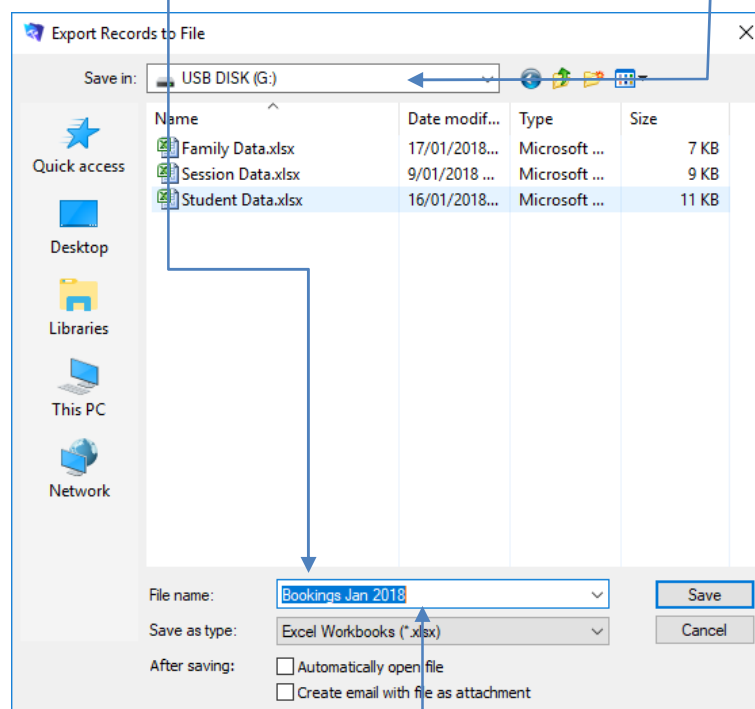 Export Records to File
Save in: USB DISK (G:)
Name Date modif... Type Size
Family Data.xlsx 17/01/2018... Microsoft ... 7 KB
Session Data.xlsx 9/01/2018 ... Microsoft ... 9 KB
Student Data.xlsx 16/01/2018... Microsoft ... 11 KB
Quick access
Desktop
Libraries
This PC
Network
File name: Bookings Jan 2018 Save
Save as type: Excel Workbooks (*.xlsx) Cancel
After saving: Automatically open file
Create email with file as attachment